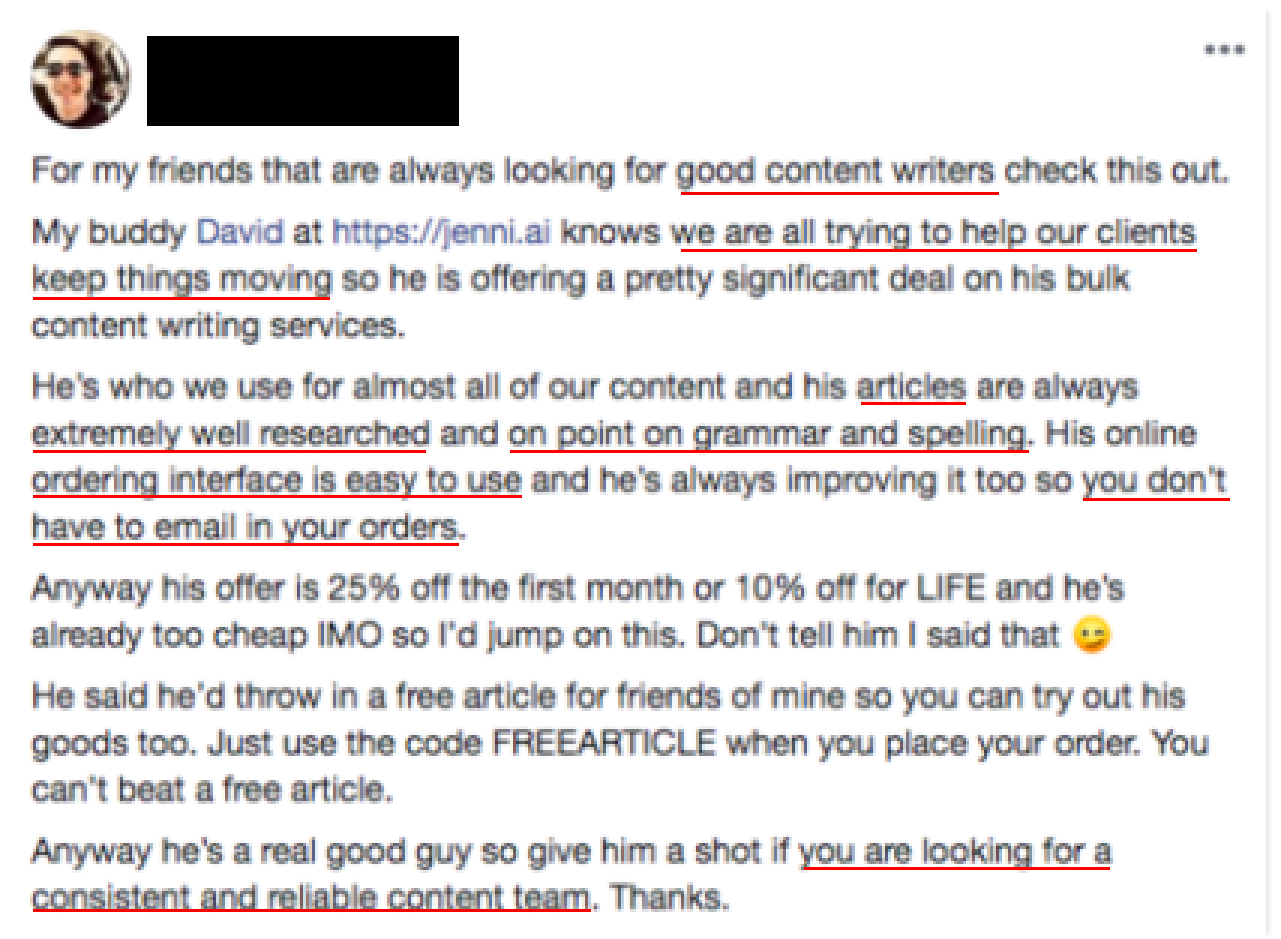 For my friends that are always looking for good content writers check this out.
My buddy David at https://jenni.ai knows we are all trying to help our clients
keep things moving so he is offering a pretty significant deal on his bulk
content writing services.
He's who we use for almost all of our content and his articles are always
extremely well researched and on point on grammar and spelling. His online
ordering interface is easy to use and he's always improving it too so you don't
have to email in your orders.
Anyway his offer is 25% off the first month or 10% off for LIFE and he's
already too cheap IMO so I'd jump on this. Don't tell him I said that 😉
He said he'd throw in a free article for friends of mine so you can try out his
goods too. Just use the code FREEARTICLE when you place your order. You
can't beat a free article.
Anyway he's a real good guy so give him a shot if you are looking for a
consistent and reliable content team. Thanks.